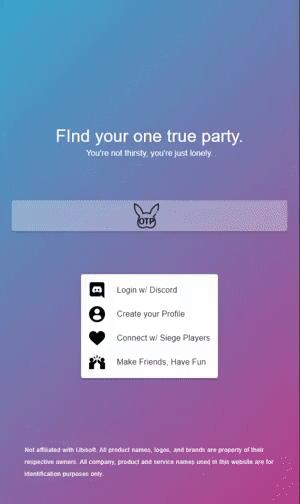 FInd your one true party.
You're not thirsty, you're just lonely.
OTP
Login w/ Discord
Create your Profile
Connect w/ Siege Players
Make Friends, Have Fun
Not affiliated with Ubisoft. All product names, logos, and brands are property of their
respective owners. All company, product and service names used in this website are for
identification purposes only.